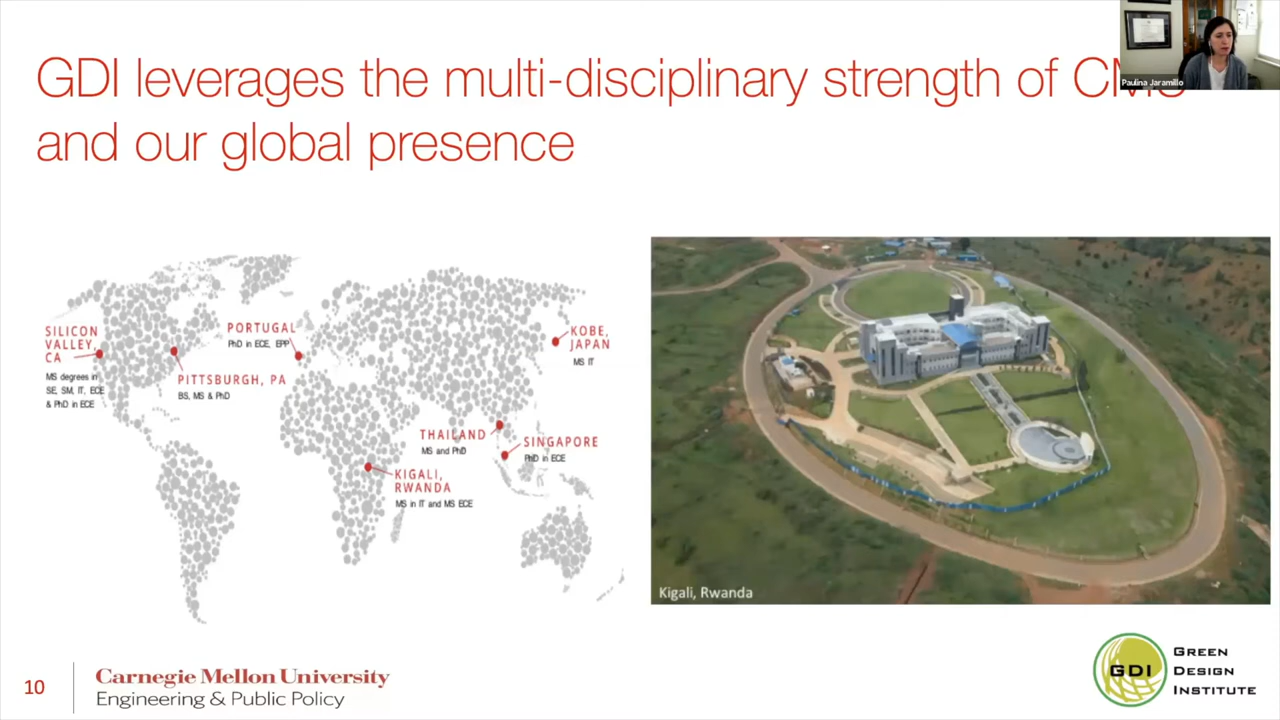 Paulina Jaramillo
GDI leverages the multi-disciplinary strength of
and our global presence
SILICON
VALLEY,
CA
MS degrees in
SE, SM, IT, ECE
& PhD in ECE
PITTSBURGH, PA
BS, MS & PhD
PORTUGAL
PhD in ECE, EPP
KOBE,
JAPAN
MS IT
THAILAND
MS and PhD
SINGAPORE
PhD in ECE
KIGALI,
RWANDA
MS in IT and MS ECE
Kigali, Rwanda
10
Carnegie Mellon University
Engineering & Public Policy
GDI
GREEN
DESIGN
INSTITUTE